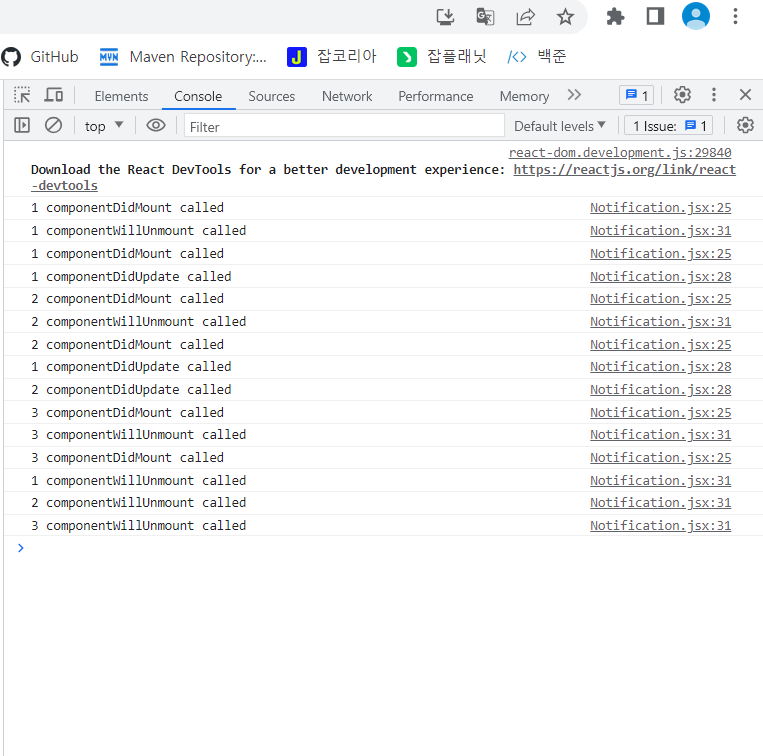 GitHub
MVN
Maven Repository:...
J
잡코리아
잡플래닛
백준
Elements
Console
Sources
Network
Performance
Memory
1
top
Filter
Default levels
1 Issue:
1
react-dom.development.js:29840
Download the React DevTools for a better development experience: https://reactjs.org/link/react
-devtools
1 componentDidMount called Notification.jsx:25
1 componentWillUnmount called Notification.jsx:31
1 componentDidMount called Notification.jsx:25
1 componentDidUpdate called Notification.jsx:28
2 componentDidMount called Notification.jsx:25
2 componentWillUnmount called Notification.jsx:31
2 componentDidMount called Notification.jsx:25
1 componentDidUpdate called Notification.jsx:28
2 componentDidUpdate called Notification.jsx:28
3 componentDidMount called Notification.jsx:25
3 componentWillUnmount called Notification.jsx:31
3 componentDidMount called Notification.jsx:25
1 componentWillUnmount called Notification.jsx:31
2 componentWillUnmount called Notification.jsx:31
3 componentWillUnmount called Notification.jsx:31